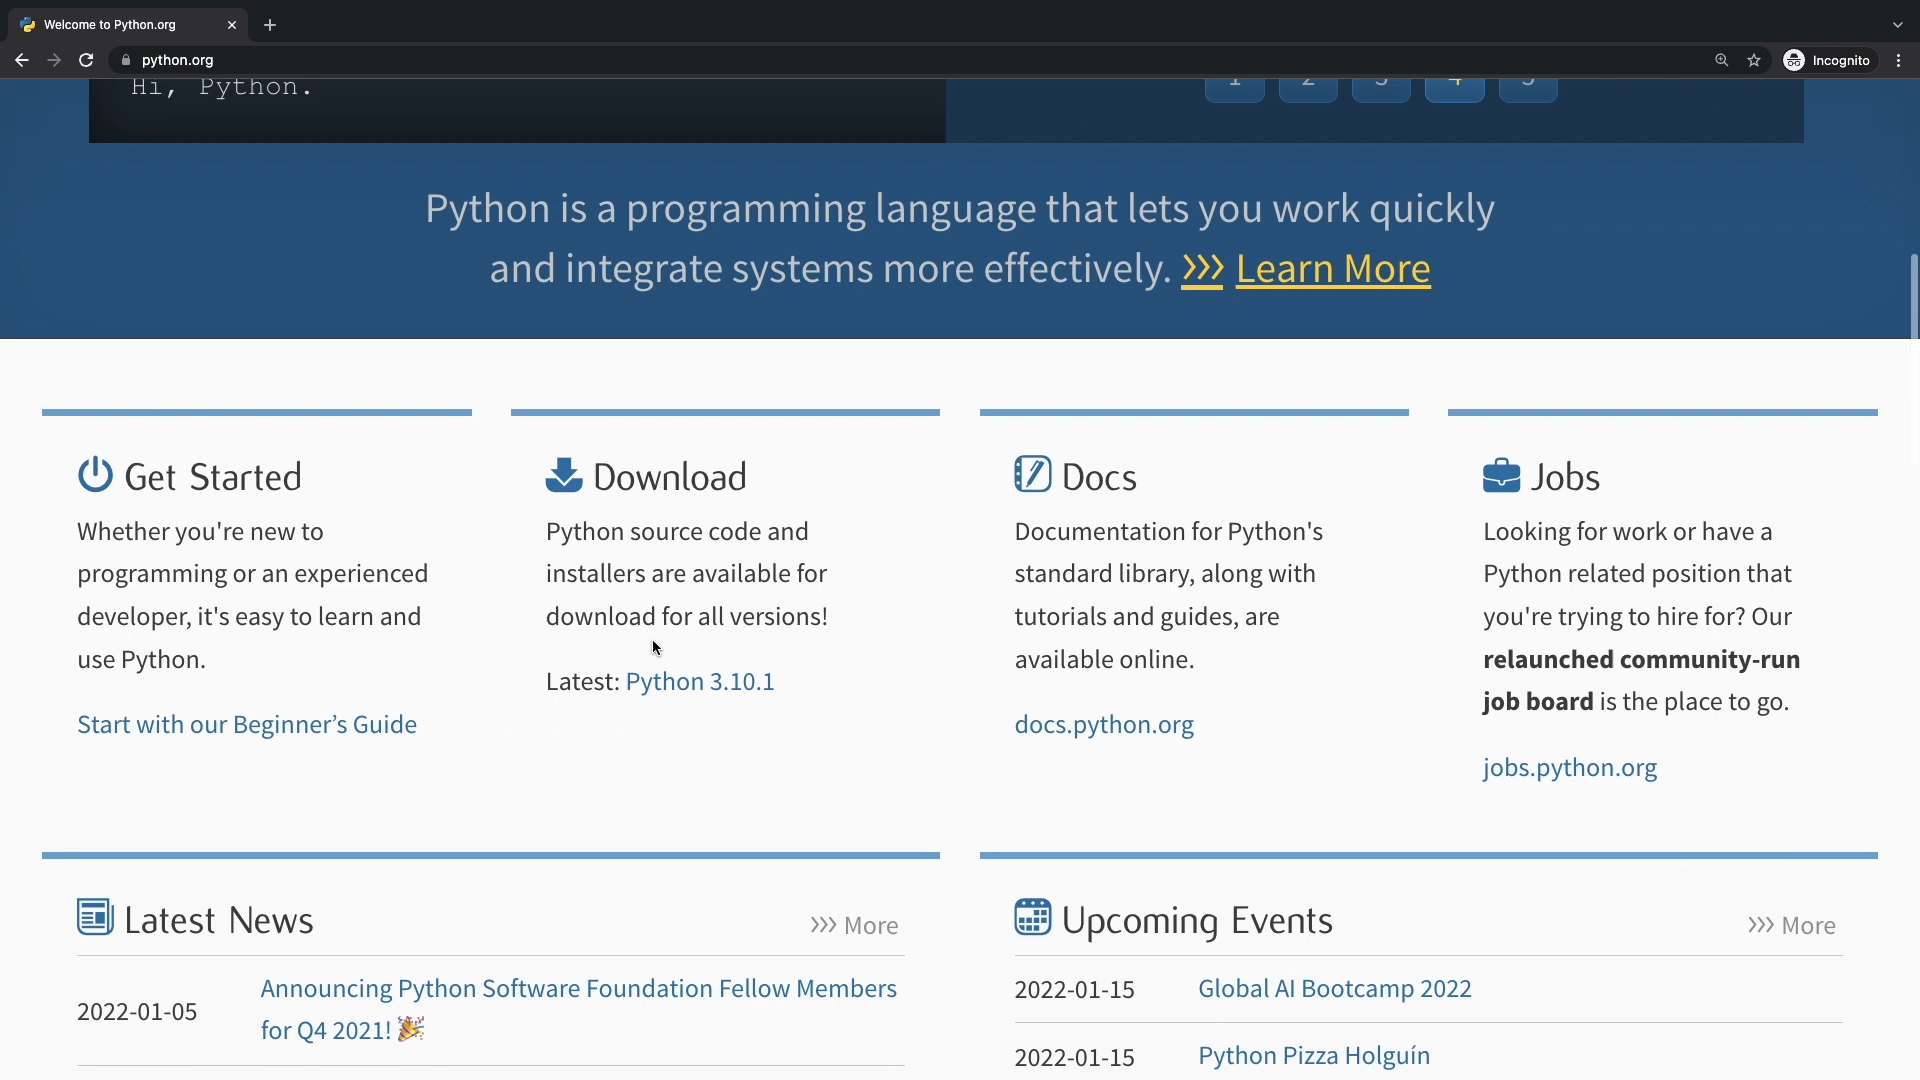 Welcome to Python.org
python.org
Incognito
Hi, Python.
1 2 3 4 5
Python is a programming language that lets you work quickly
and integrate systems more effectively. >>> Learn More
Get Started
Whether you're new to
programming or an experienced
developer, it's easy to learn and
use Python.
Start with our Beginner’s Guide
Download
Python source code and
installers are available for
download for all versions!
Latest: Python 3.10.1
Docs
Documentation for Python's
standard library, along with
tutorials and guides, are
available online.
docs.python.org
Jobs
Looking for work or have a
Python related position that
you're trying to hire for? Our
relaunched community-run
job board is the place to go.
jobs.python.org
Latest News
>>> More
2022-01-05
Announcing Python Software Foundation Fellow Members
for Q4 2021! 🎉
Upcoming Events
>>> More
2022-01-15 Global AI Bootcamp 2022
2022-01-15 Python Pizza Holguín